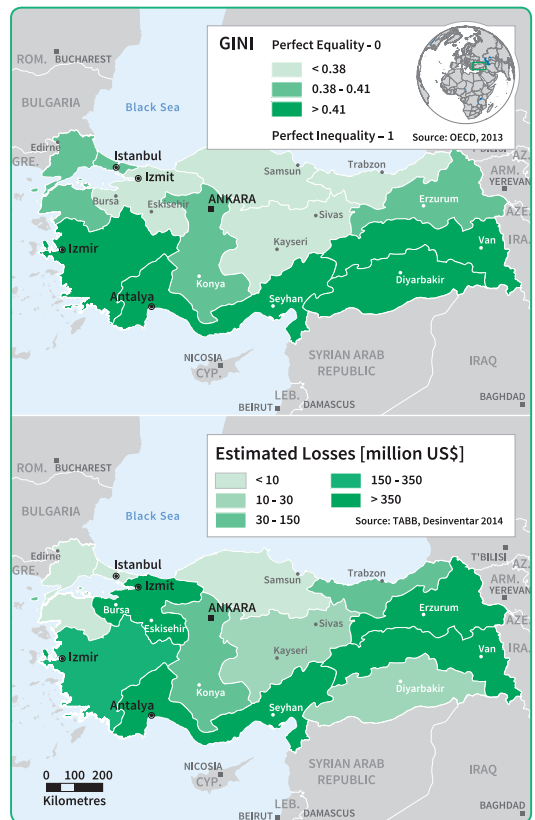 GINI
Perfect Equality – 0
< 0.38
0.38 - 0.41
> 0.41
Perfect Inequality – 1
Source: OECD, 2013
ROM.
BUCHAREST
BULGARIA
Black Sea
Edirne
GRE.
Istanbul
Izmit
Bursa
Eskisehir
ANKARA
Samsun
Trabzon
T'BILISI
AZ.
ARM.
YEREVAN
AZE.
IRA.
Sivas
Erzurum
Kayseri
Van
Izmir
Konya
Diyarbakir
Antalya
Seyhan
NICOSIA
CYP.
SYRIAN ARAB
REPUBLIC
IRAQ
LEB.
BEIRUT
DAMASCUS
BAGHDAD
Estimated Losses [million US$]
< 10
10 - 30
30 - 150
150 - 350
> 350
Source: TABB, Desinventar 2014
ROM.
BUCHAREST
BULGARIA
Black Sea
Edirne
GRE.
Istanbul
Izmit
Bursa
Eskisehir
ANKARA
Samsun
Trabzon
T'BILISI
AZ.
ARM.
YEREVAN
AZE.
IRA.
Sivas
Erzurum
Kayseri
Van
Izmir
Konya
Diyarbakir
Antalya
Seyhan
NICOSIA
CYP.
SYRIAN ARAB
REPUBLIC
IRAQ
LEB.
BEIRUT
DAMASCUS
BAGHDAD
0 100 200
Kilometres